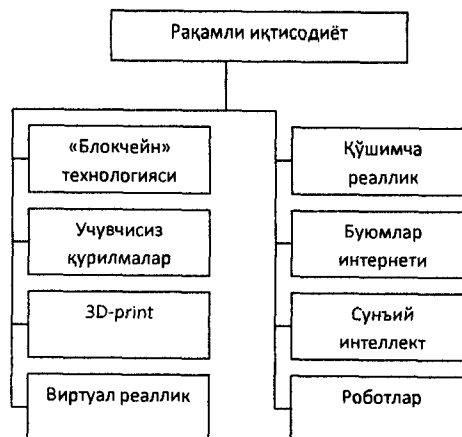 Рақамли иқтисодиёт
«Блокчейн»
технологияси
Учувчисиз
қурилмалар
3D-print
Виртуал реаллик
Қўшимча
реаллик
Буюмлар
интернети
Сунъий
интеллект
Роботлар